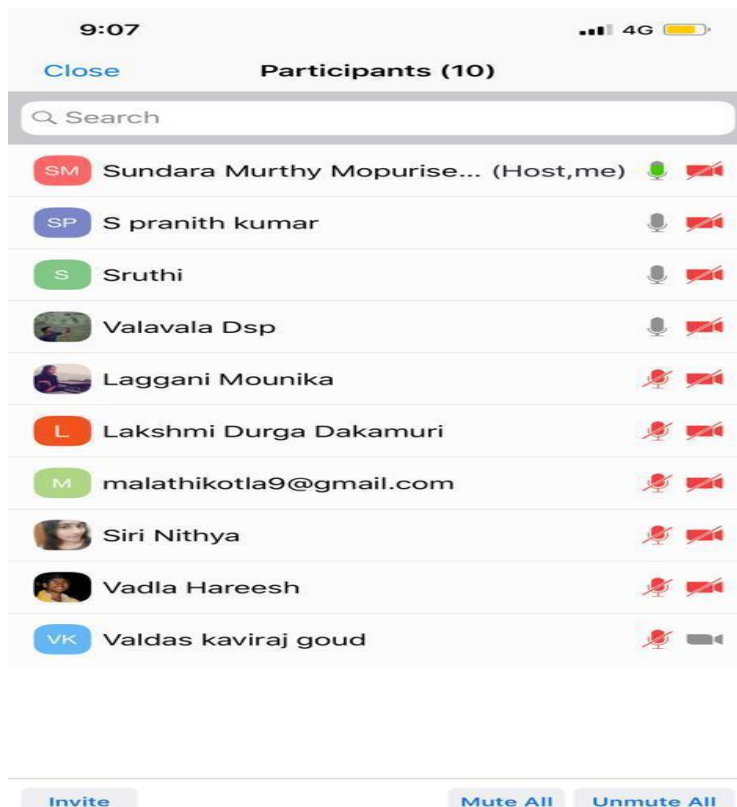 9:07 4G
Close Participants (10)
Search
SM Sundara Murthy Mopurise... (Host,me)
SP S pranith kumar
S Sruthi
Valavala Dsp
Laggani Mounika
L Lakshmi Durga Dakamuri
M malathikotla9@gmail.com
Siri Nithya
Vadla Hareesh
VK Valdas kaviraj goud
Invite Mute All Unmute All